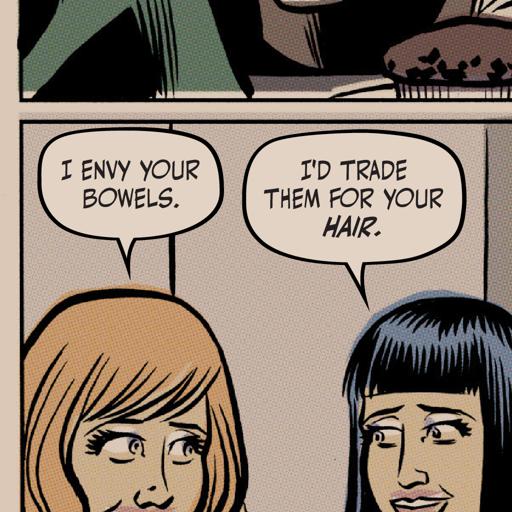 I ENVY YOUR
BOWELS.
I'D TRADE
THEM FOR YOUR
HAIR.